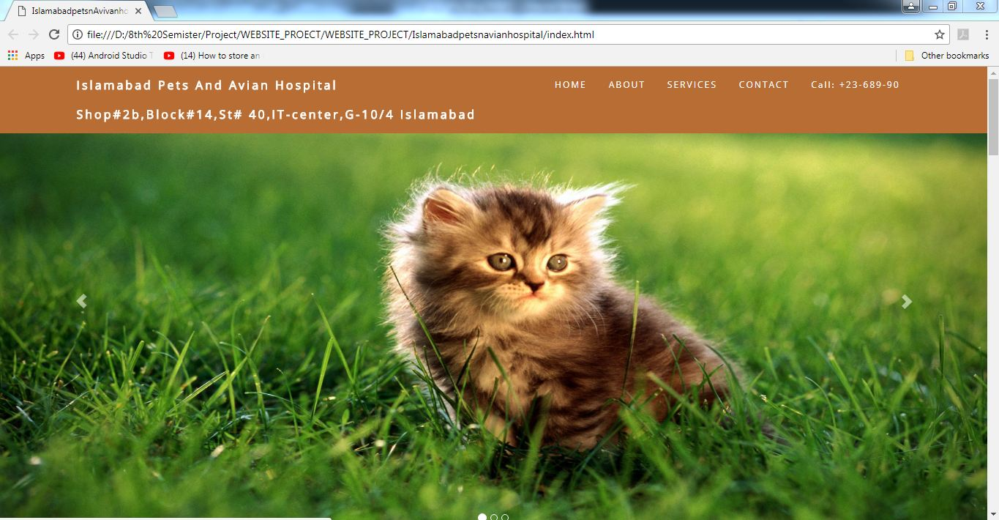 IslamabadpetsnAvivanho
file:///D:/8th%20Semister/Project/WEBSITE_PROECT/WEBSITE_PROJECT/Islamabadpetsnavianhospital/index.html
Apps (44) Android Studio T (14) How to store an Other bookmarks
Islamabad Pets And Avian Hospital HOME ABOUT SERVICES CONTACT Call: +23-689-90
Shop#2b,Block#14,St# 40,IT-center,G-10/4 Islamabad